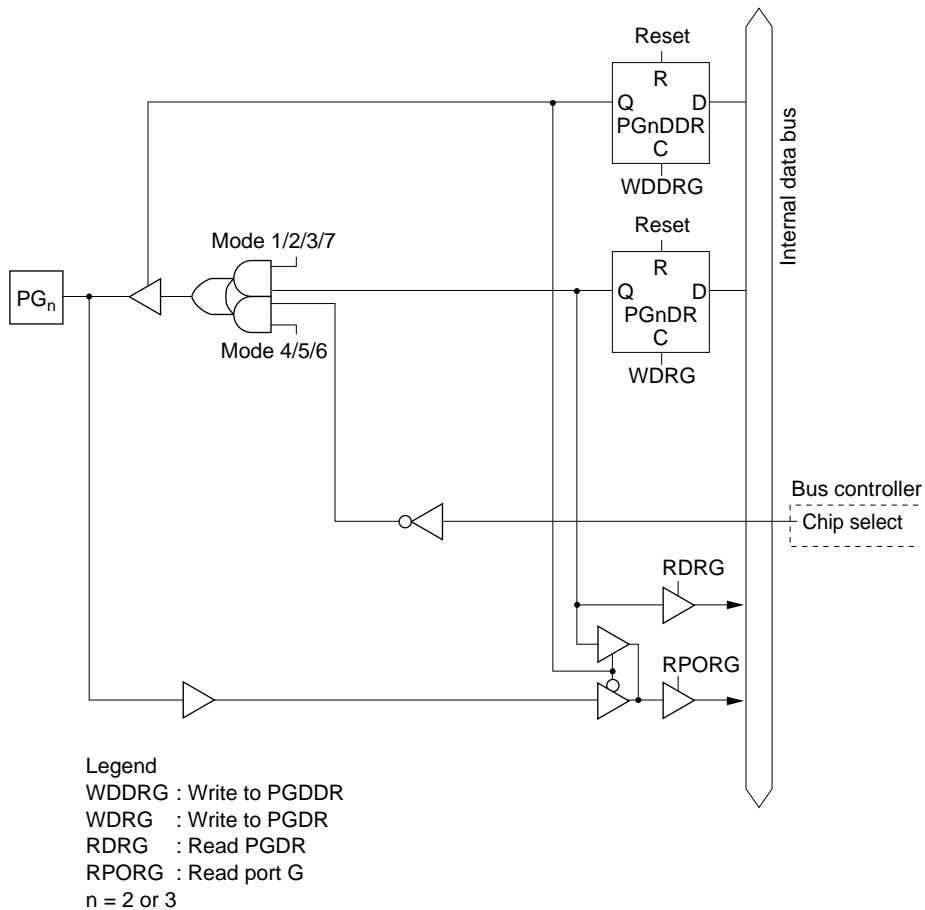 Reset
R
Q D
PGnDDR
C
WDDRG
Internal data bus
Reset
Mode 1/2/3/7
R
PGn
Q D
PGnDR
C
Mode 4/5/6
WDRG
Bus controller
Chip select
RDRG
RPORG
Legend
WDDRG : Write to PGDDR
WDRG : Write to PGDR
RDRG : Read PGDR
RPORG : Read port G
n = 2 or 3